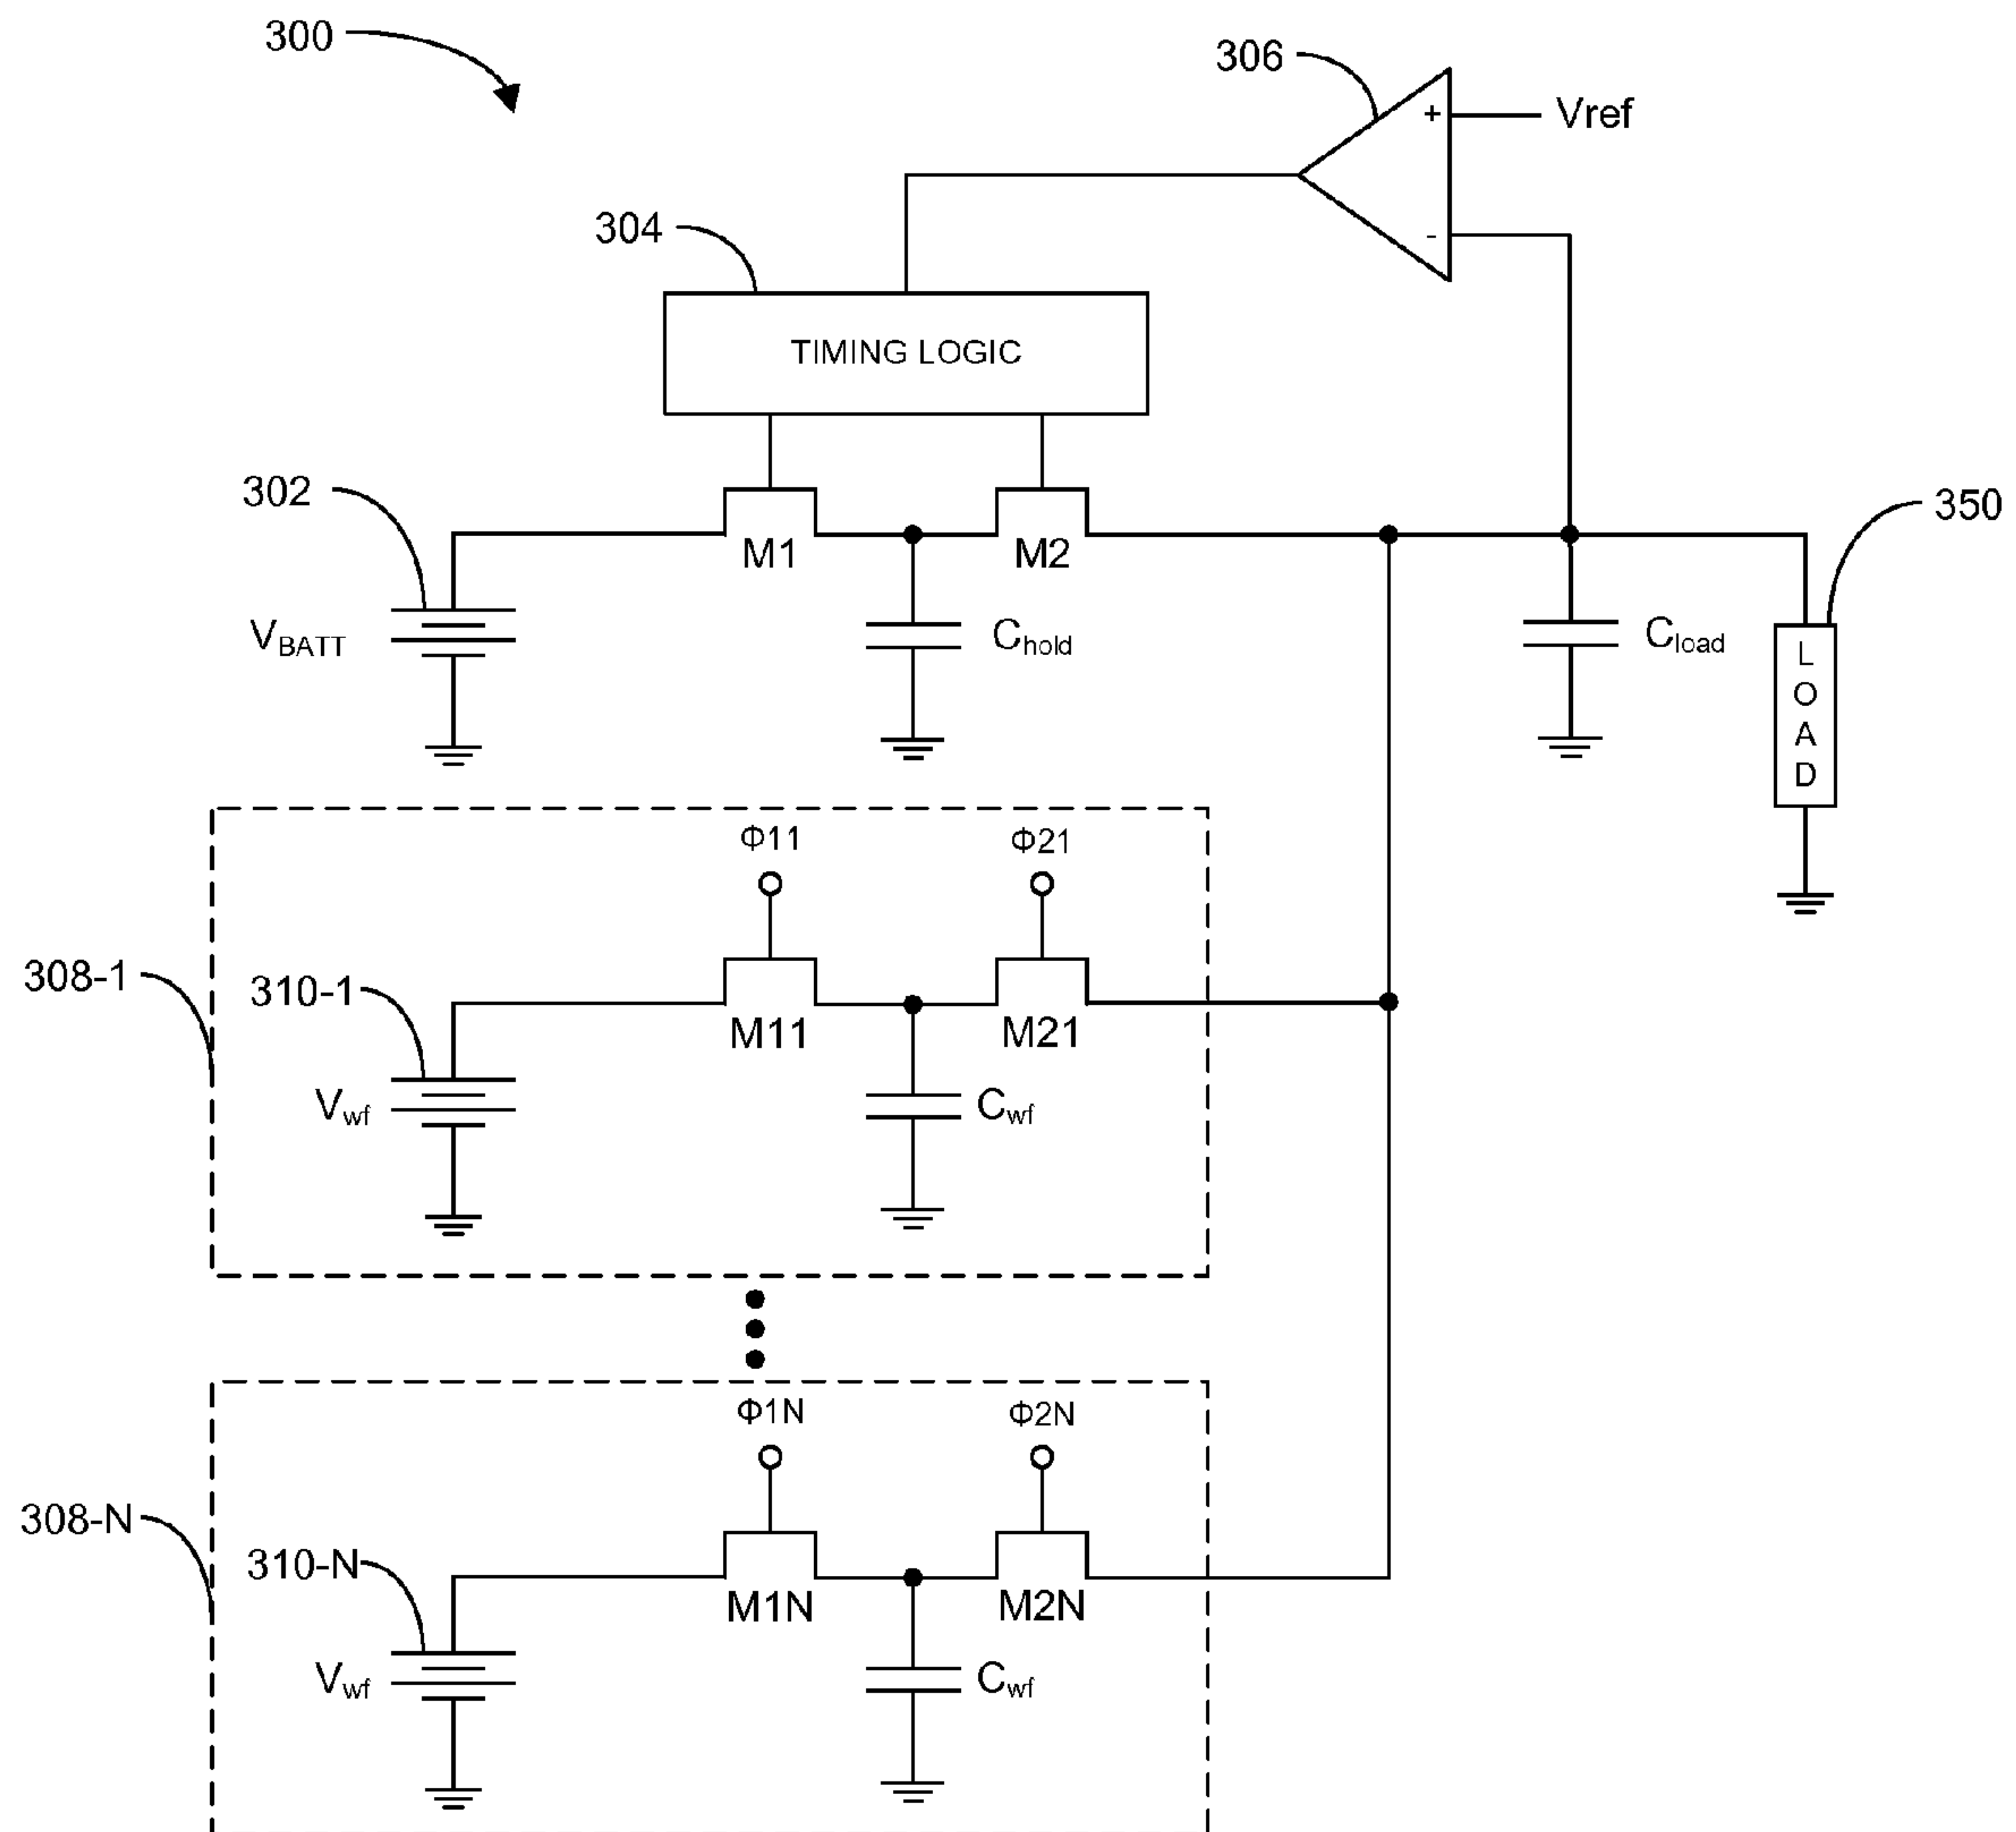 300
306
+
Vref
-
304
TIMING LOGIC
302
350
M1
M2
VBATT
Chold
Cload
L
O
A
D
Φ11
Φ21
308-1
310-1
M11
M21
Vwf
Cwf
Φ1N
Φ2N
308-N
310-N
M1N
M2N
Vwf
Cwf